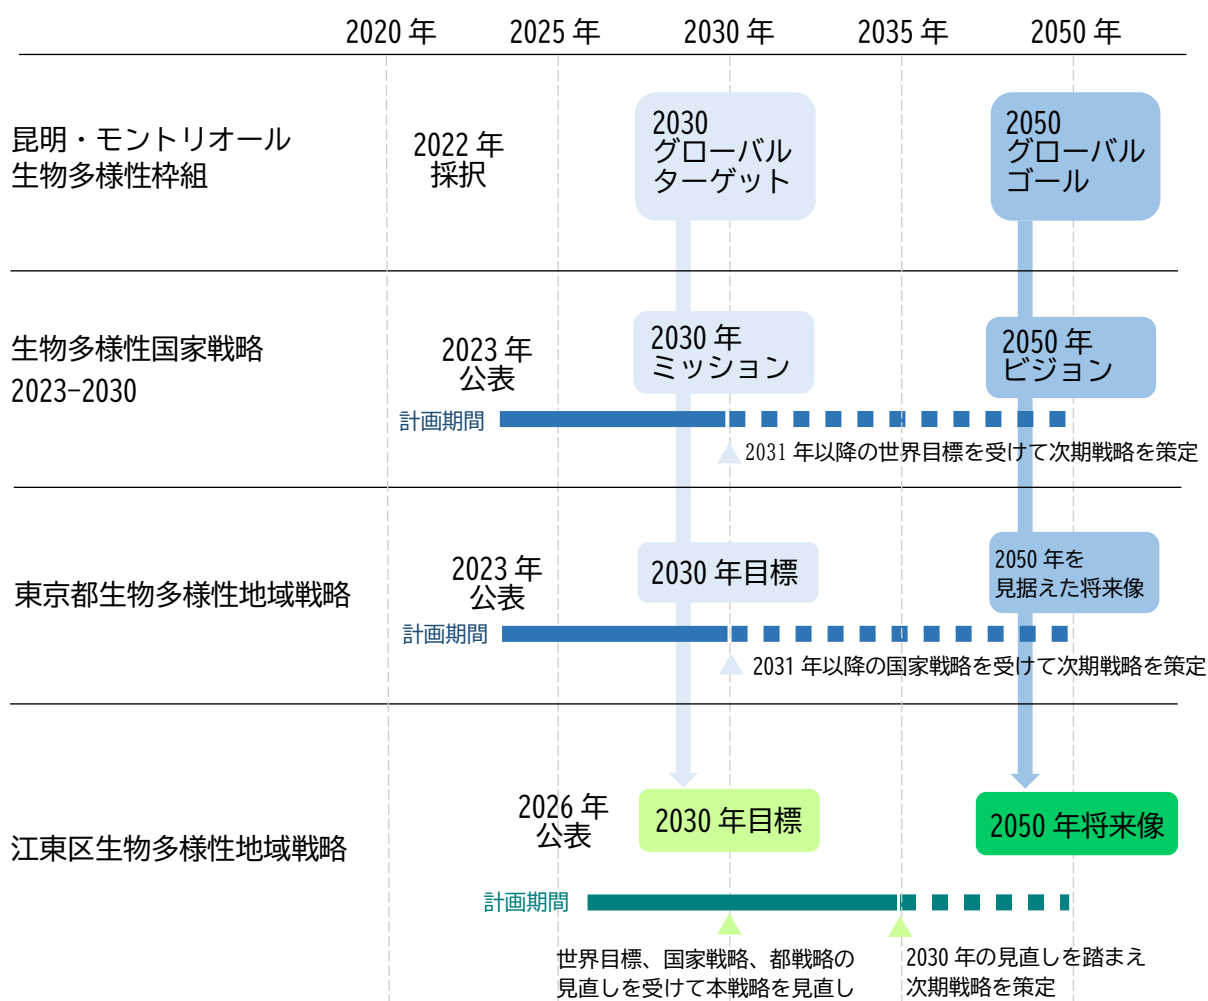 2020 年 2025 年 2030 年 2035 年 2050 年
昆明・モントリオール
生物多様性枠組
2022 年
採択
2030
グローバル
ターゲット
2050
グローバル
ゴール
生物多様性国家戦略
2023-2030
2023 年
公表
2030 年
ミッション
2050 年
ビジョン
計画期間
2031 年以降の世界目標を受けて次期戦略を策定
東京都生物多様性地域戦略
2023 年
公表
2030 年目標
2050 年を
見据えた将来像
計画期間
2031 年以降の国家戦略を受けて次期戦略を策定
江東区生物多様性地域戦略
2026 年
公表
2030 年目標
2050 年将来像
計画期間
世界目標、国家戦略、都戦略の
見直しを受けて本戦略を見直し
2030 年の見直しを踏まえ
次期戦略を策定